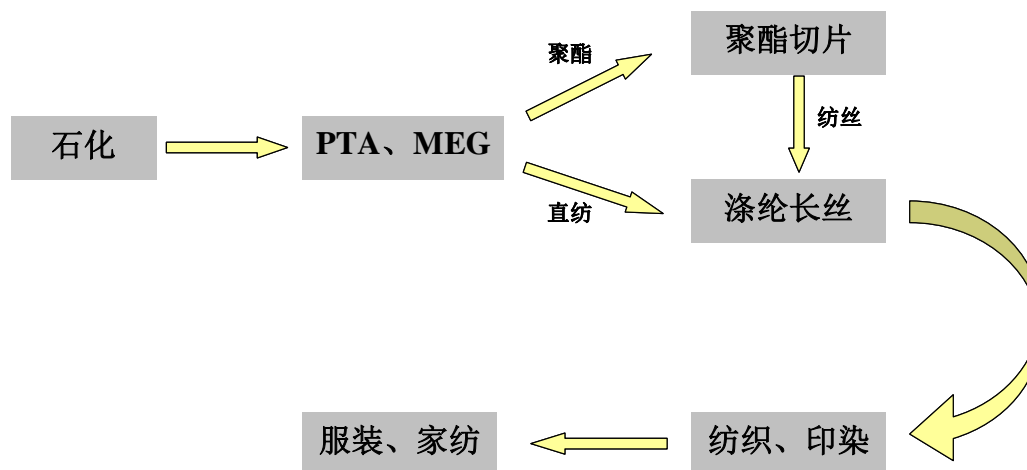 聚酯切片
聚酯
纺丝
石化
PTA、MEG
直纺
涤纶长丝
服装、家纺
纺织、印染